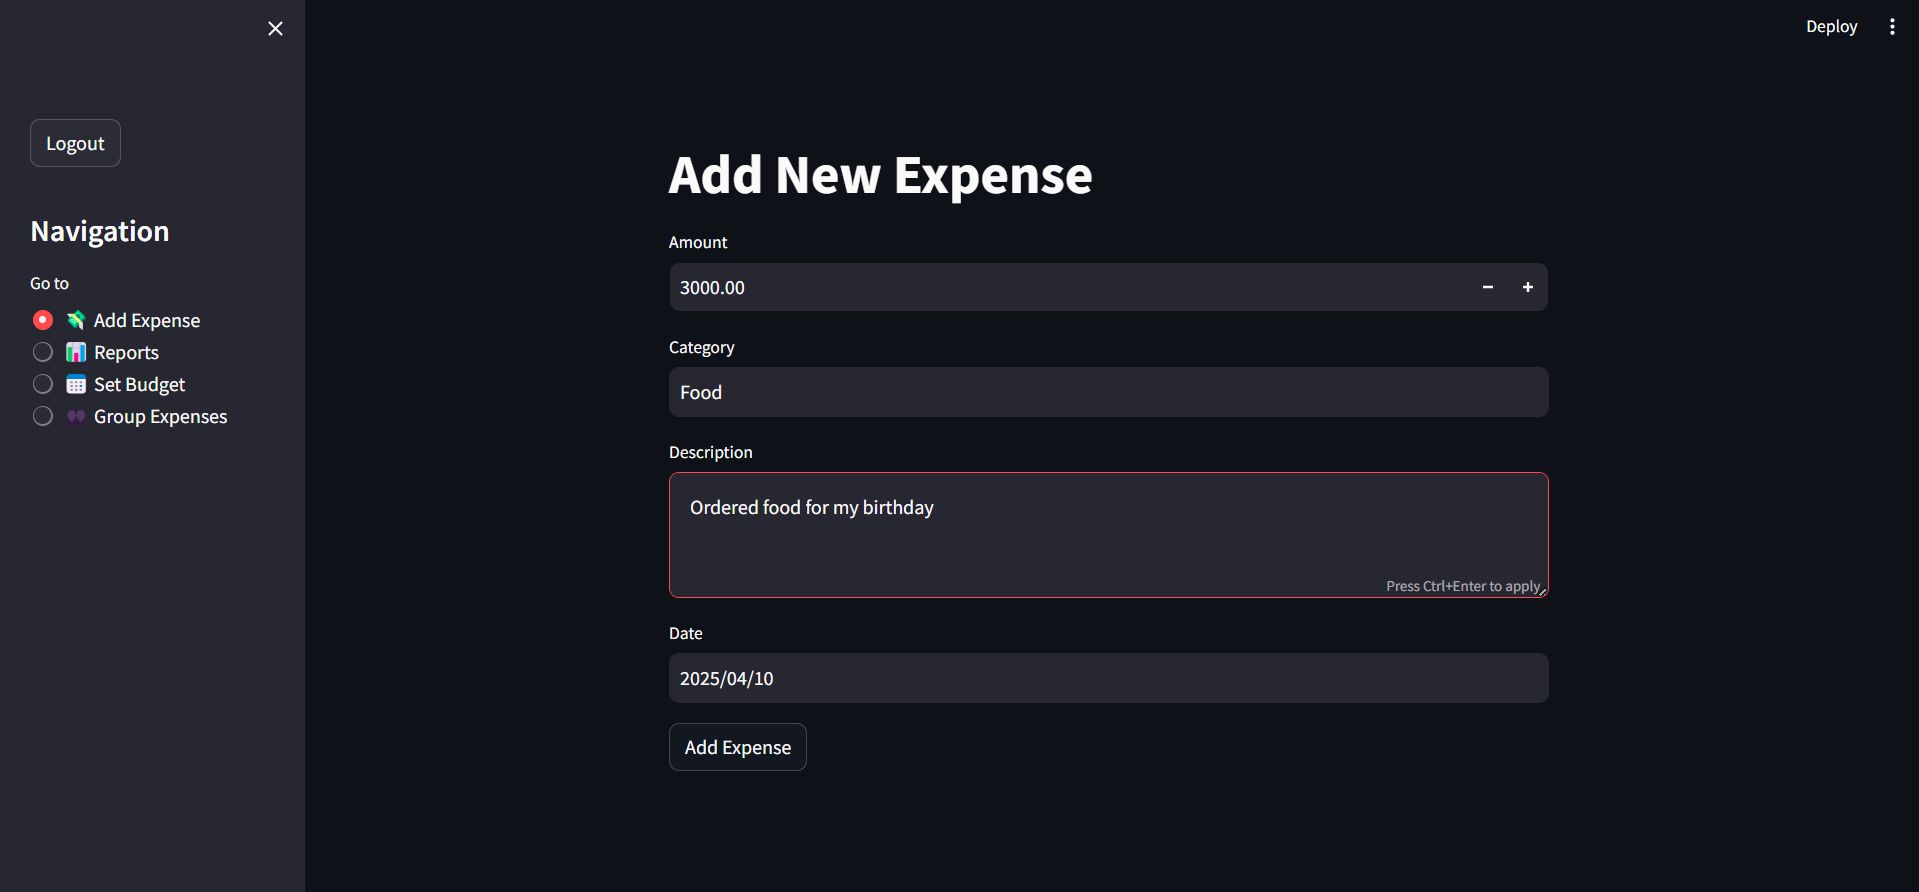 Deploy
Logout
Navigation
Go to
Add Expense
Reports
Set Budget
Group Expenses
Add New Expense
Amount
3000.00
Category
Food
Description
Ordered food for my birthday
Press Ctrl+Enter to apply
Date
2025/04/10
Add Expense